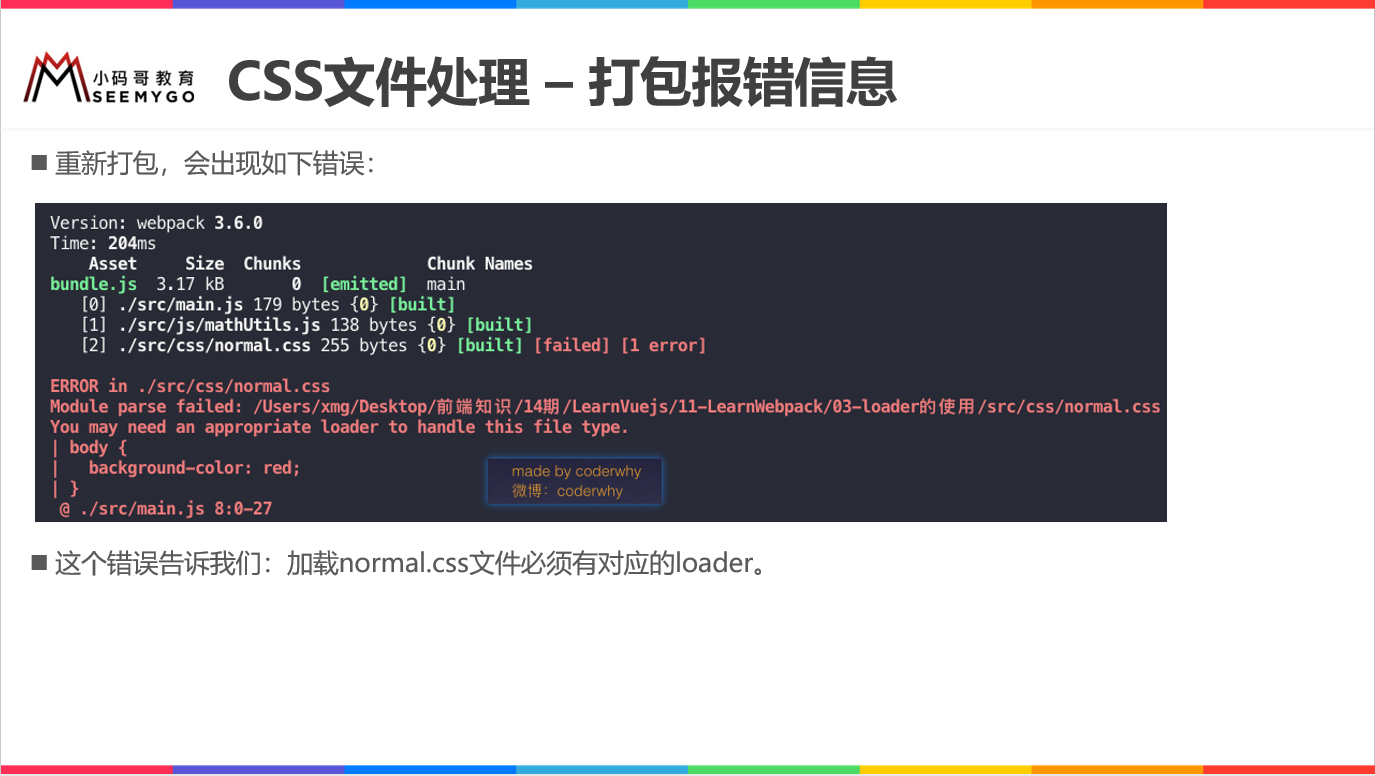 小码哥教育
SEEMYGO
CSS文件处理 – 打包报错信息
■ 重新打包，会出现如下错误：
Version: webpack 3.6.0
Time: 204ms
Asset Size Chunks Chunk Names
bundle.js 3.17 kB 0 [emitted] main
[0] ./src/main.js 179 bytes {0} [built]
[1] ./src/js/mathUtils.js 138 bytes {0} [built]
[2] ./src/css/normal.css 255 bytes {0} [built] [failed] [1 error]
ERROR in ./src/css/normal.css
Module parse failed: /Users/xmg/Desktop/前端知识/14期/LearnVuejs/11-LearnWebpack/03-loader的使用/src/css/normal.css
You may need an appropriate loader to handle this file type.
| body {
|   background-color: red;
| }
@ ./src/main.js 8:0-27
made by coderwhy
微博：coderwhy
■ 这个错误告诉我们：加载normal.css文件必须有对应的loader。